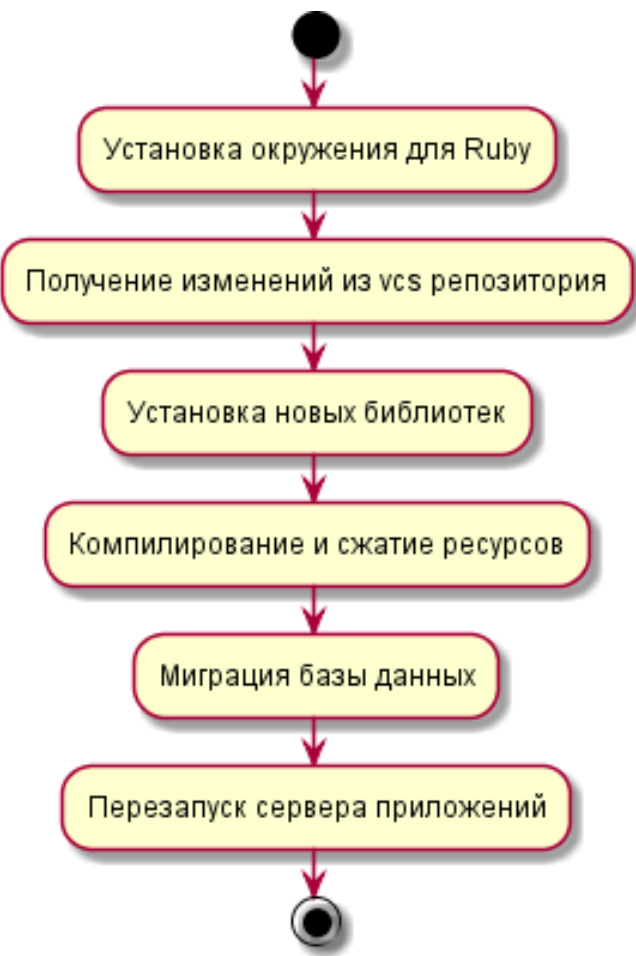 Установка окружения для Ruby
Получение изменений из vcs репозитория
Установка новых библиотек
Компилирование и сжатие ресурсов
Миграция базы данных
Перезапуск сервера приложений